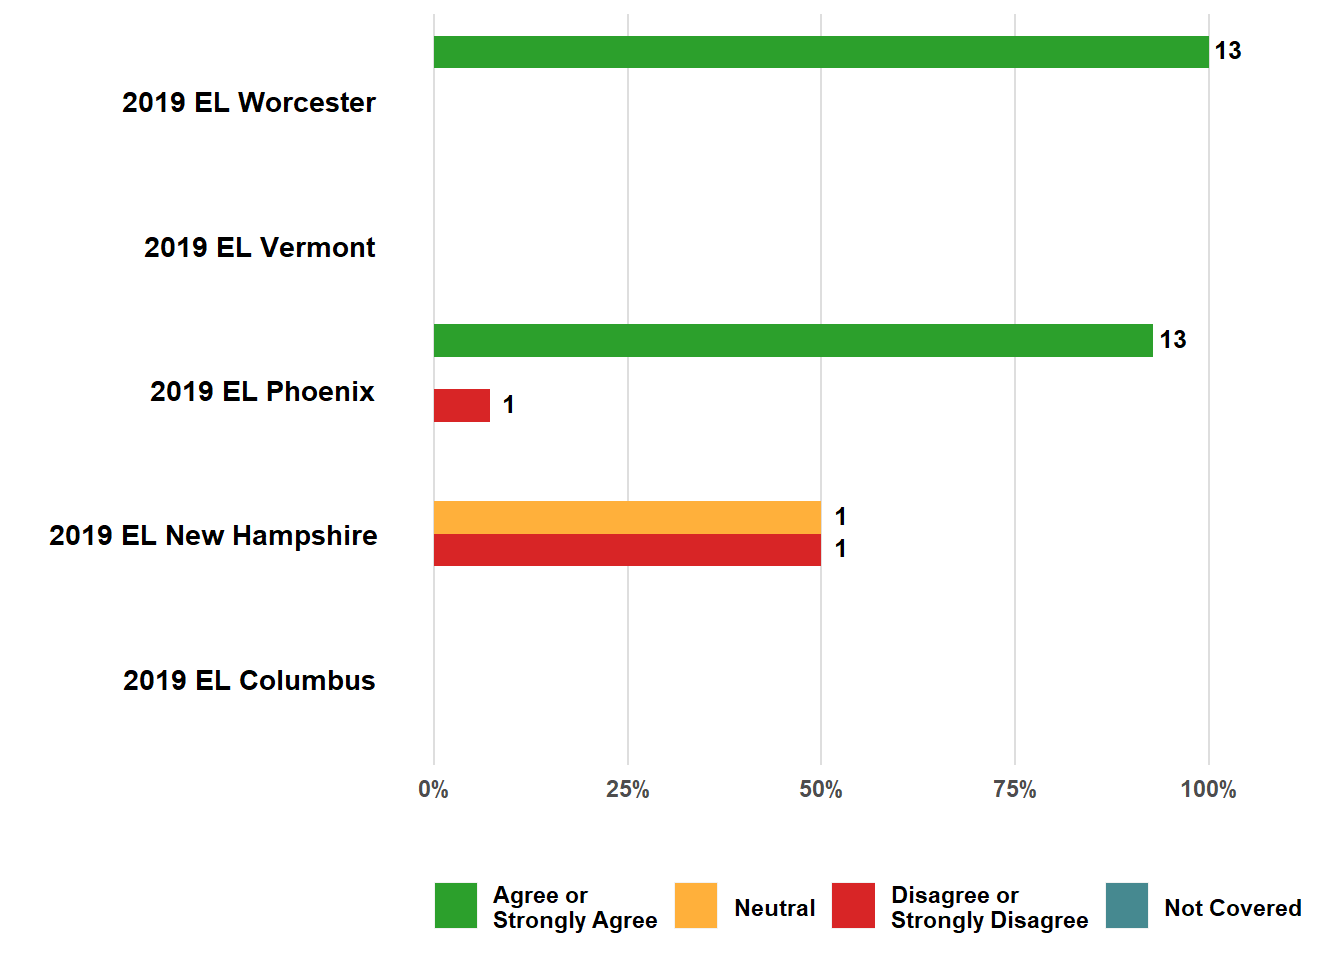 13
2019 EL Worcester
2019 EL Vermont
13
2019 EL Phoenix
1
1
2019 EL New Hampshire
1
2019 EL Columbus
0% 25% 50% 75% 100%
Agree or
Strongly Agree
Neutral
Disagree or
Strongly Disagree
Not Covered